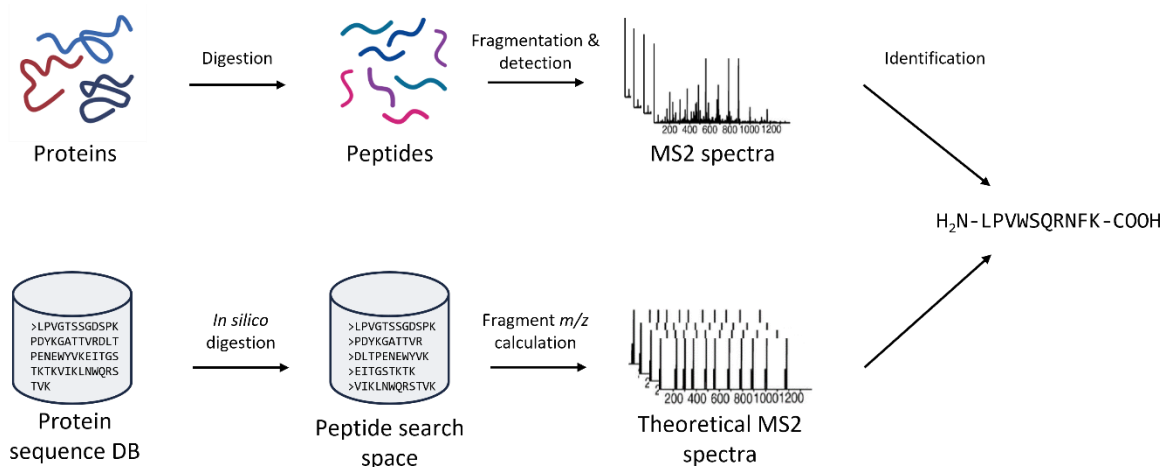 Digestion
Fragmentation &
detection
Identification
200 400 600 800 1000 1200
Proteins
Peptides
MS2 spectra
H₂N-LPVWSQRNFK-COOH
>LPVGTSSGDSPK
PDYKGATTVRDLT
PENEWYVKEITGS
TKTKVIKLNWQRS
TVK
In silico
digestion
>LPVGTSSGDSPK
>PDYKGATTVR
>DLTPENEWYVK
>EITGSTKTK
>VIKLNWQRSTVK
Fragment m/z
calculation
200 400 600 800 1000 1200
Protein
sequence DB
Peptide search
space
Theoretical MS2
spectra